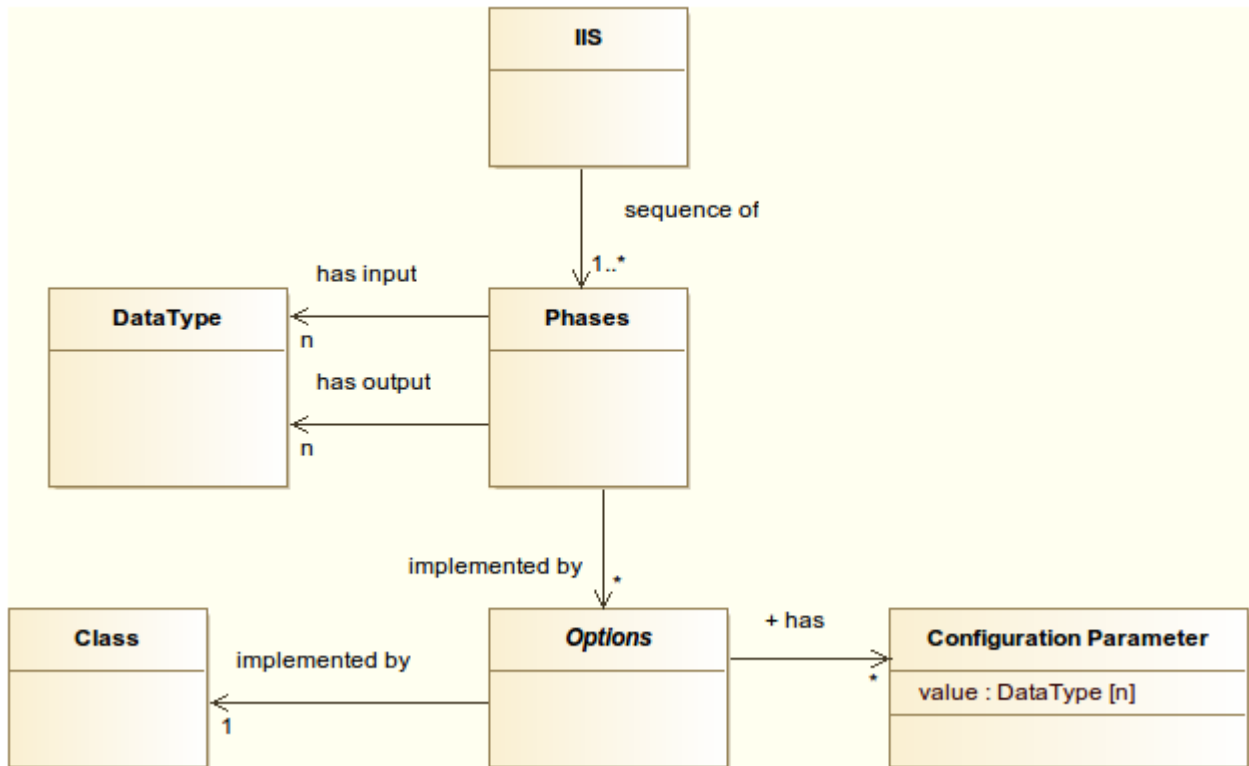 IIS
sequence of
1..*
has input
DataType
Phases
n
has output
n
implemented by
*
Class
Options
+ has
Configuration Parameter
implemented by
*
value : DataType [n]
1